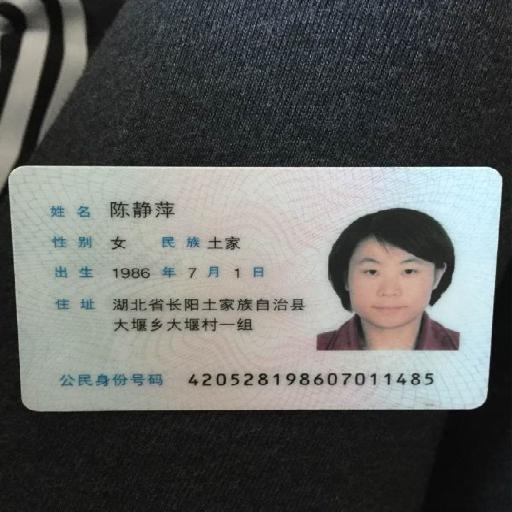 姓名 陈静萍
性别 女 民族 土家
出生 1986 年 7 月 1 日
住址 湖北省长阳土家族自治县
大堰乡大堰村一组
公民身份号码 420528198607011485